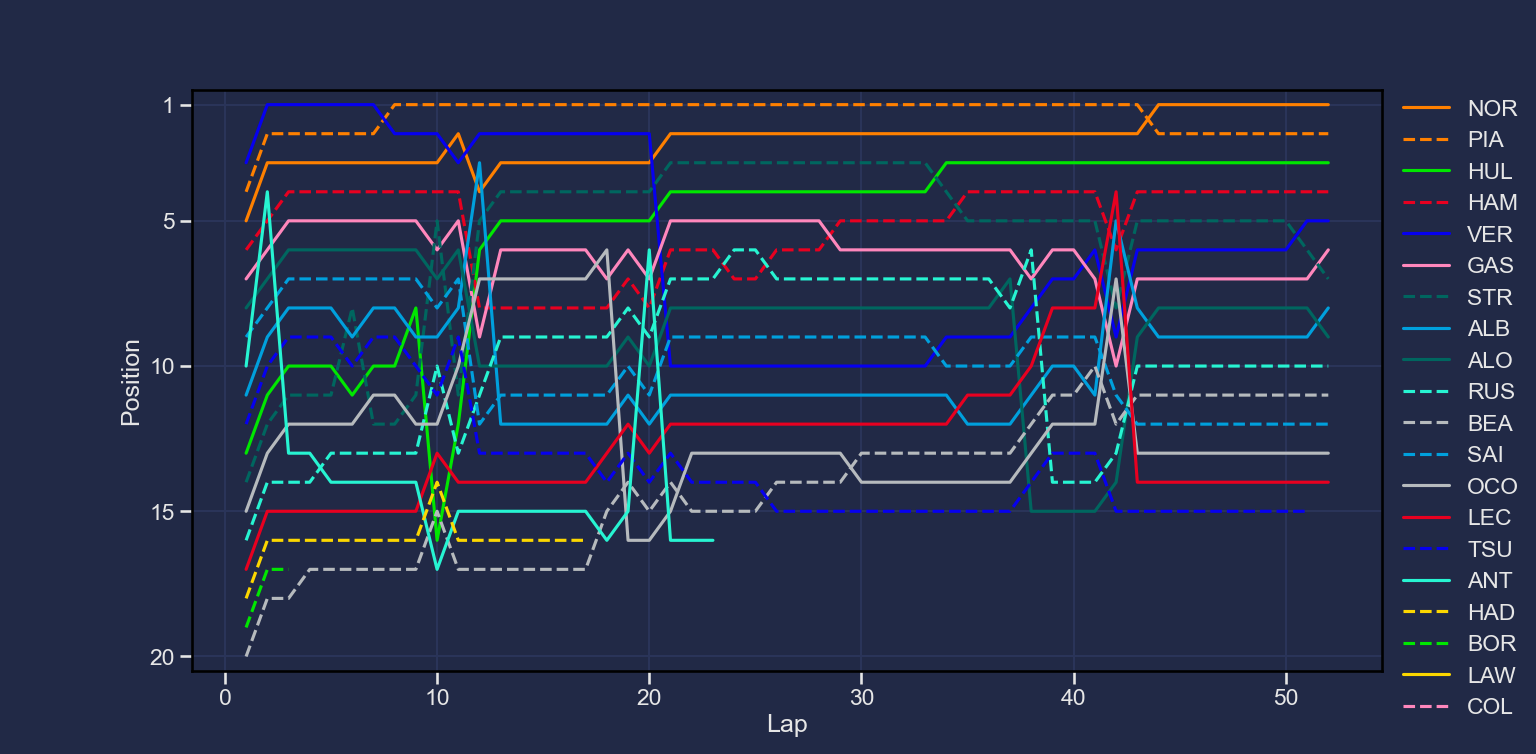 1
5
10
15
20
Position
0 10 20 30 40 50
Lap
NOR
PIA
HUL
HAM
VER
GAS
STR
ALB
ALO
RUS
BEA
SAI
OCO
LEC
TSU
ANT
HAD
BOR
LAW
COL